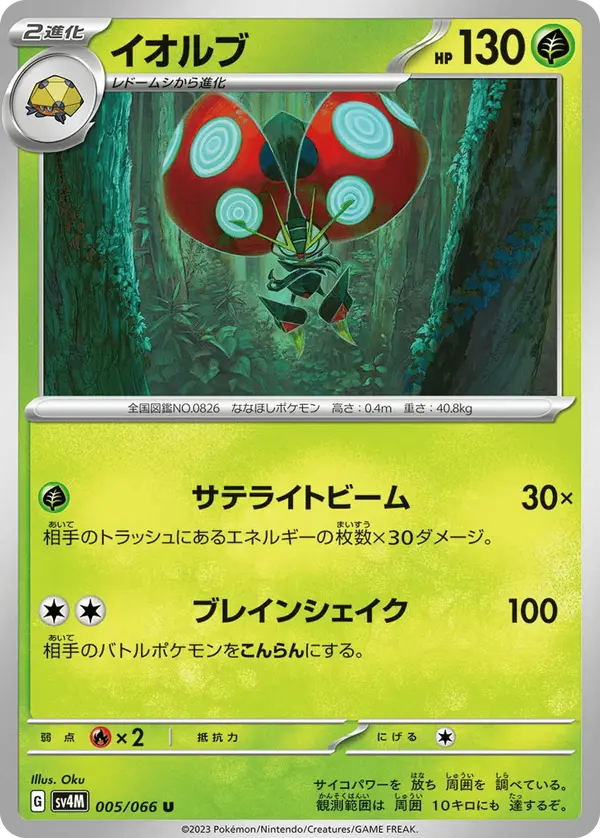 2進化
イオルブ
HP 130
レドームシから進化
全国図鑑NO.0826 ななほしポケモン 高さ:0.4m 重さ:40.8kg
サテライトビーム 30×
相手のトラッシュにあるエネルギーの枚数×30ダメージ。
ブレインシェイク 100
相手のバトルポケモンをこんらんにする。
弱点 ×2 抵抗力 にげる
Illus. Oku
G sv4M 005/066 U
サイコパワーを 放ち 周囲を 調べている。
観測範囲は 周囲 10キロにも 達するぞ。
©2023 Pokémon/Nintendo/Creatures/GAME FREAK.